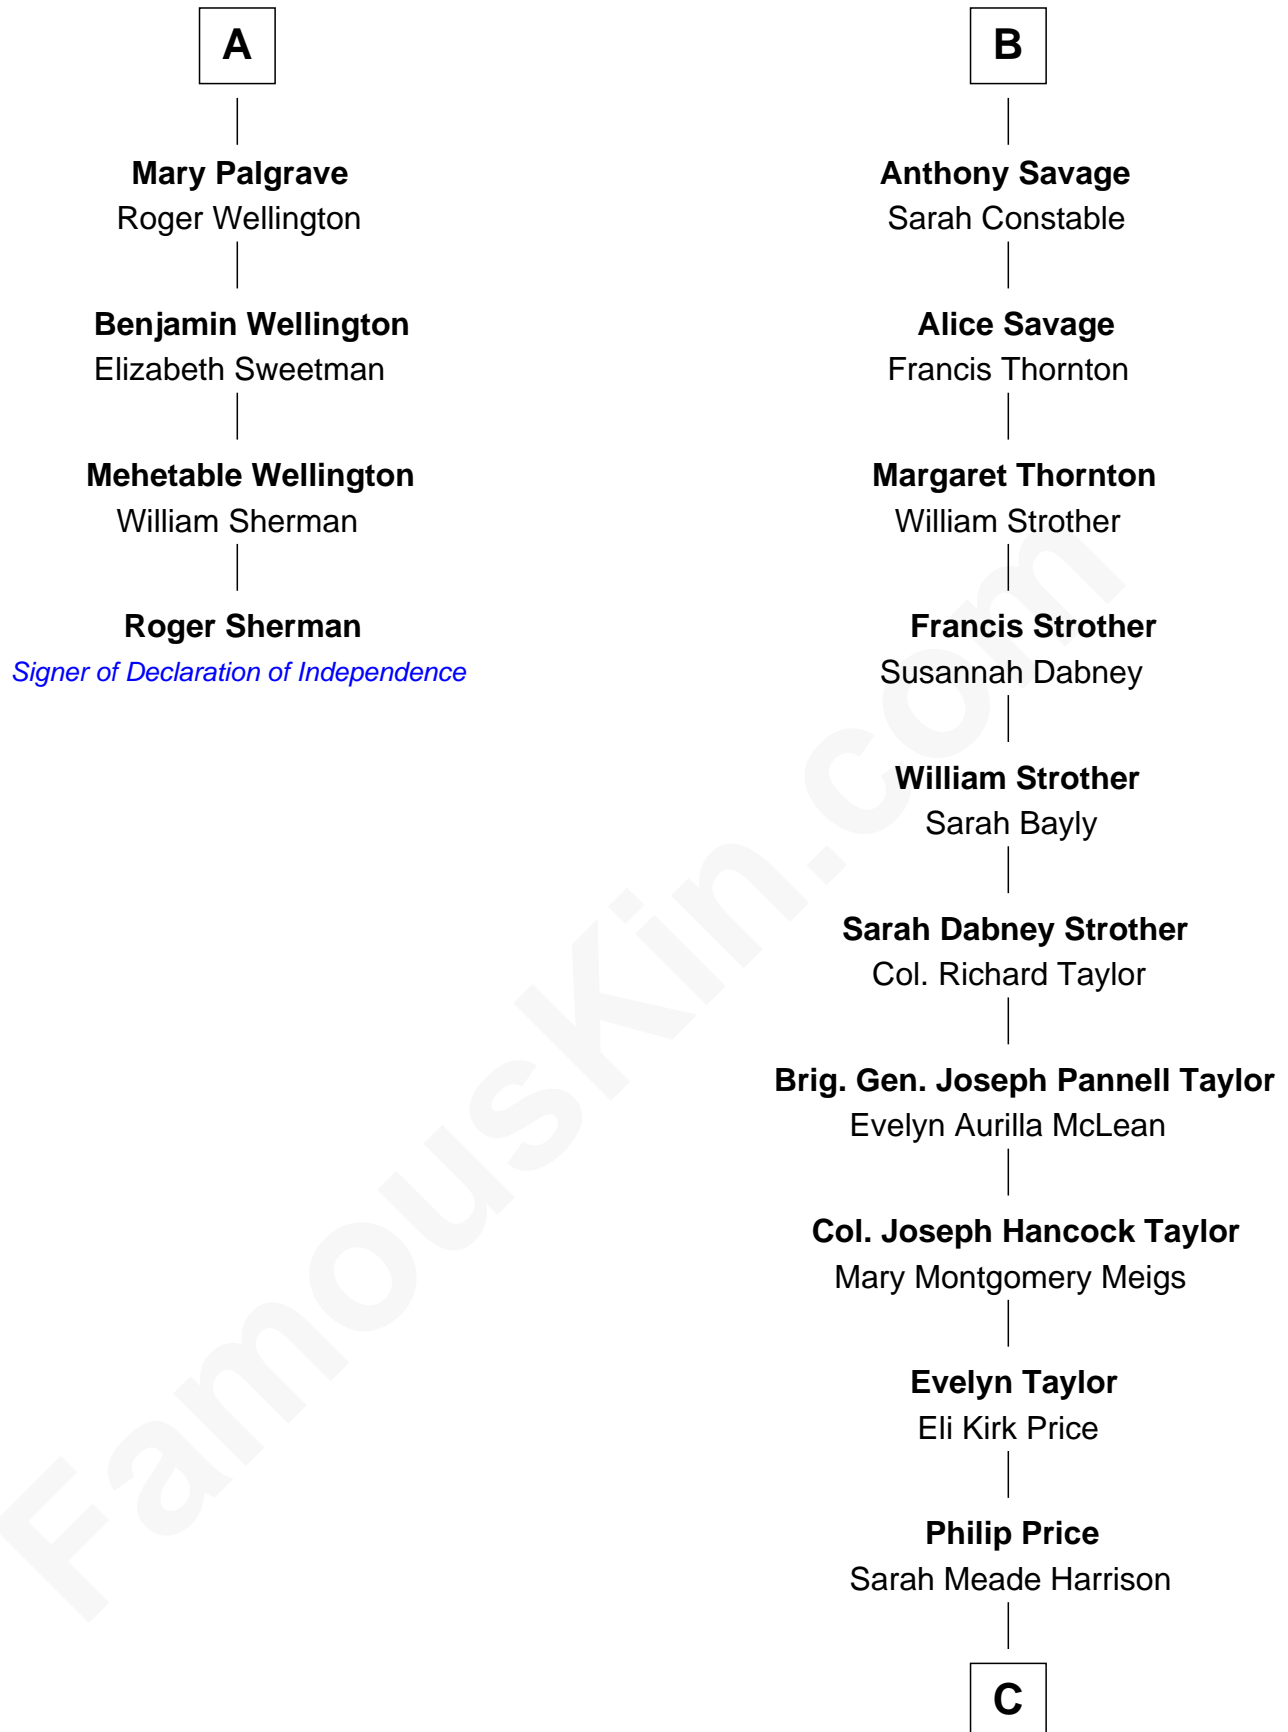 A
Mary Palgrave
Roger Wellington
Benjamin Wellington
Elizabeth Sweetman
Mehetable Wellington
William Sherman
Roger Sherman
Signer of Declaration of Independence
B
Anthony Savage
Sarah Constable
Alice Savage
Francis Thornton
Margaret Thornton
William Strother
Francis Strother
Susannah Dabney
William Strother
Sarah Bayly
Sarah Dabney Strother
Col. Richard Taylor
Brig. Gen. Joseph Pannell Taylor
Evelyn Aurilla McLean
Col. Joseph Hancock Taylor
Mary Montgomery Meigs
Evelyn Taylor
Eli Kirk Price
Philip Price
Sarah Meade Harrison
C
FamousKin.com